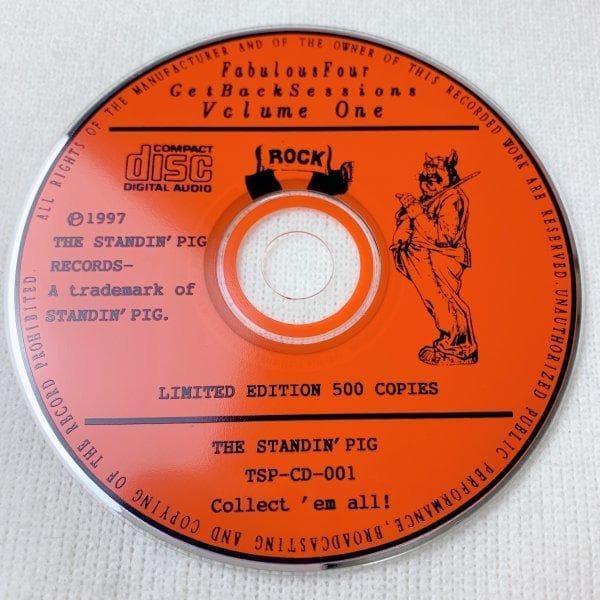 ALL RIGHTS OF THE MANUFACTURER AND OF THE OWNER OF THIS RECORDED WORK ARE RESERVED. UNAUTHORIZED PUBLIC PERFORMANCE, BROADCASTING AND COPYING OF THE RECORD PROHIBITED.
FabulousFour
GetBackSessions
Volume One
COMPACT
disc
DIGITAL AUDIO
ROCK
℗1997
THE STANDIN' PIG
RECORDS-
A trademark of
STANDIN' PIG.
LIMITED EDITION 500 COPIES
THE STANDIN' PIG
TSP-CD-001
Collect 'em all!